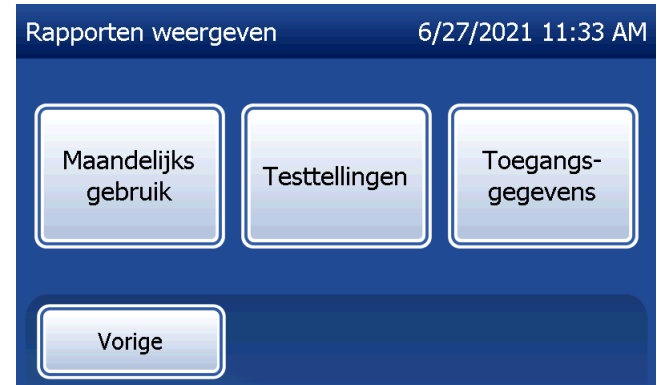 Rapporten weergeven 6/27/2021 11:33 AM
Maandelijks
gebruik
Testtellingen
Toegangs-
gegevens
Vorige